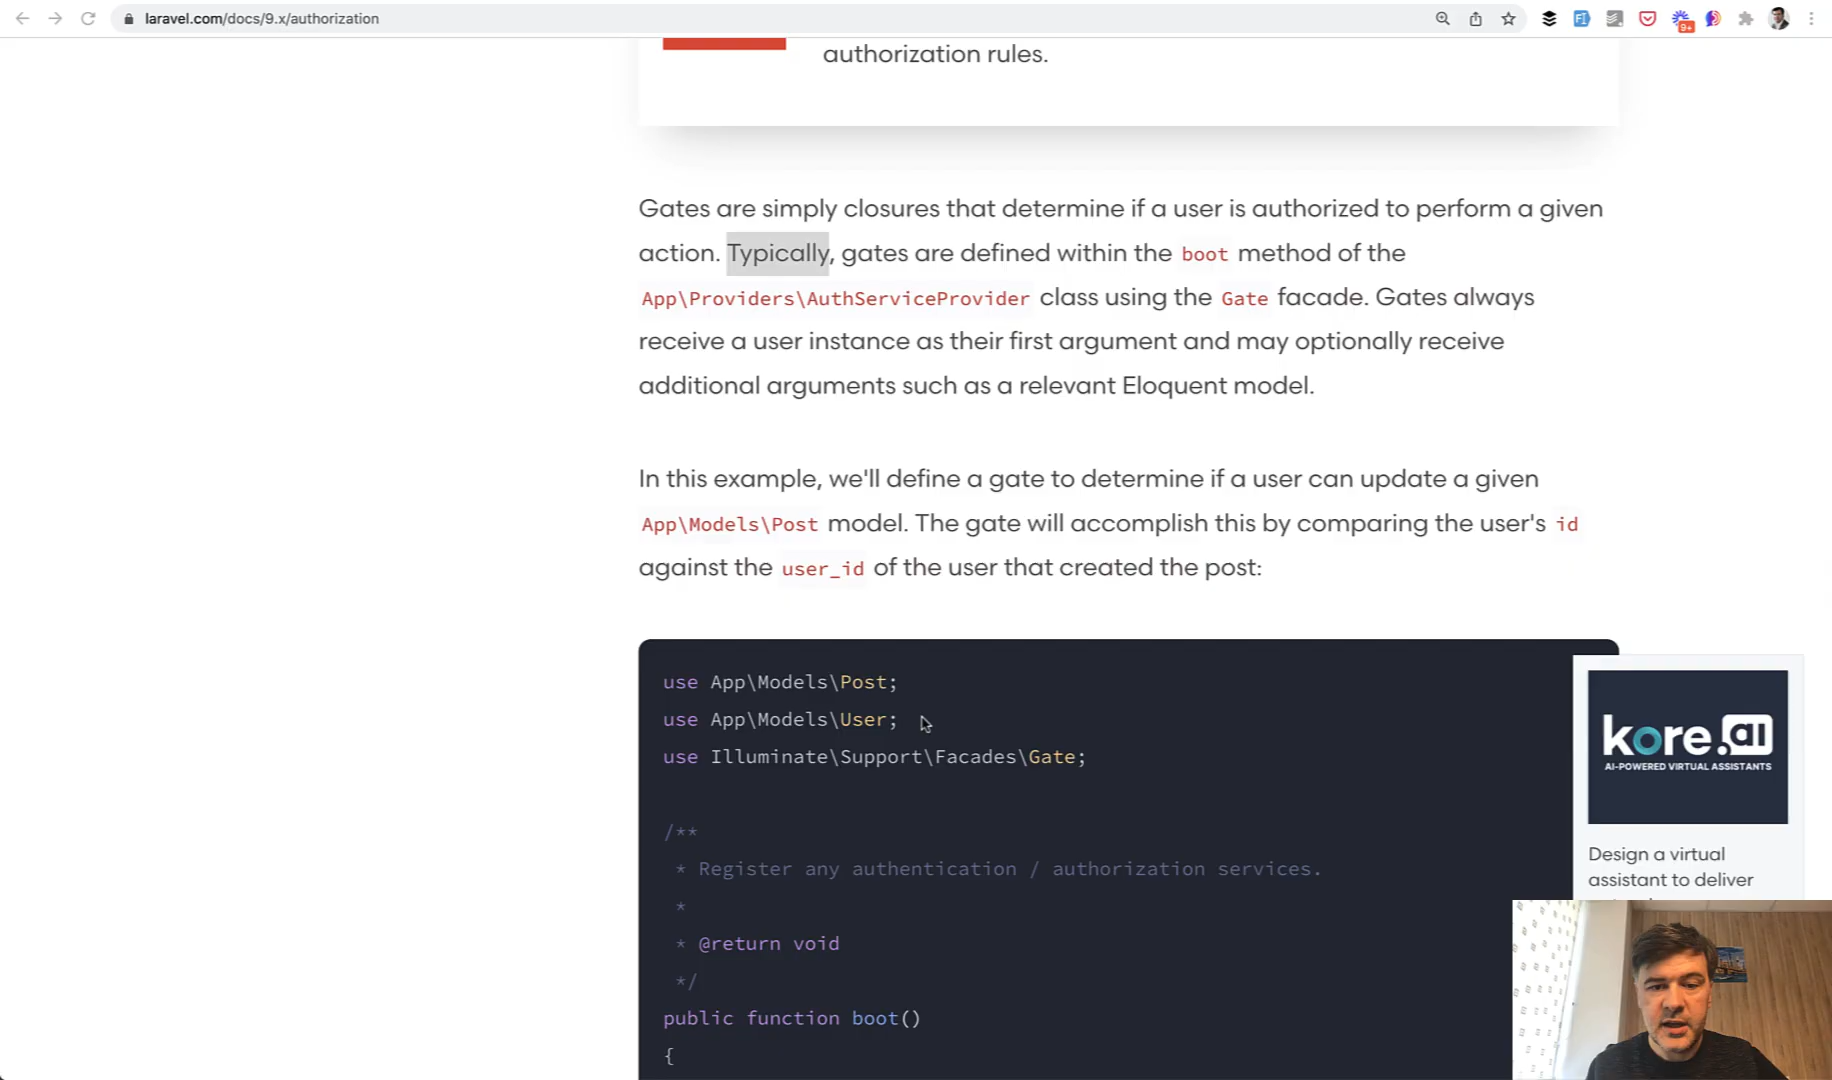 laravel.com/docs/9.x/authorization
9+
authorization rules.
Gates are simply closures that determine if a user is authorized to perform a given
action. Typically, gates are defined within the boot method of the
App\Providers\AuthServiceProvider class using the Gate facade. Gates always
receive a user instance as their first argument and may optionally receive
additional arguments such as a relevant Eloquent model.
In this example, we'll define a gate to determine if a user can update a given
App\Models\Post model. The gate will accomplish this by comparing the user's id
against the user_id of the user that created the post:
use App\Models\Post;
use App\Models\User;
use Illuminate\Support\Facades\Gate;
/**
* Register any authentication / authorization services.
*
* @return void
*/
public function boot()
{
kore.ai
AI-POWERED VIRTUAL ASSISTANTS
Design a virtual
assistant to deliver